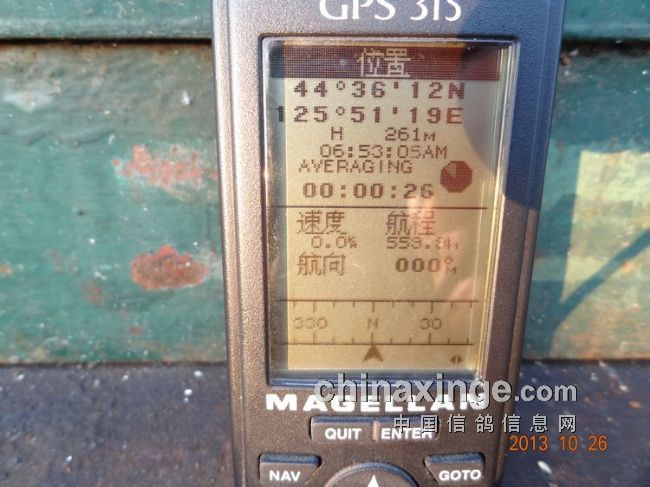 GPS 315
位置
44°36'12N
125°51'19E
H 261M
06:53:05AM
AVERAGING
00:00:26
速度 航程
0.0
航向 000°M
330 N 30
chinaxinge.com
MAGELLAN
中国信鸽信息网
QUIT ENTER
2013 10 26
NAV GOTO